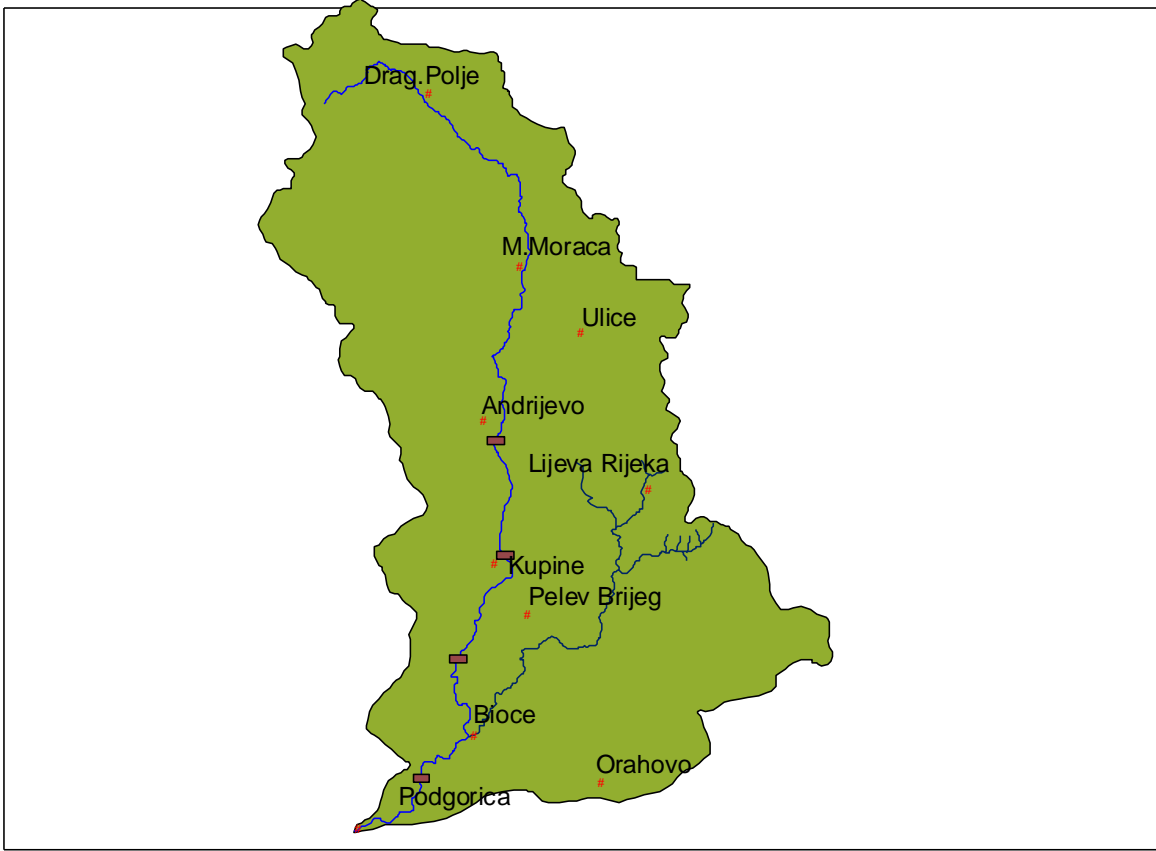 Drag.Polje
M.Moraca
Ulice
Andrijevo
Lijeva Rijeka
Kupine
Pelev Brijeg
Bioce
Orahovo
Podgorica